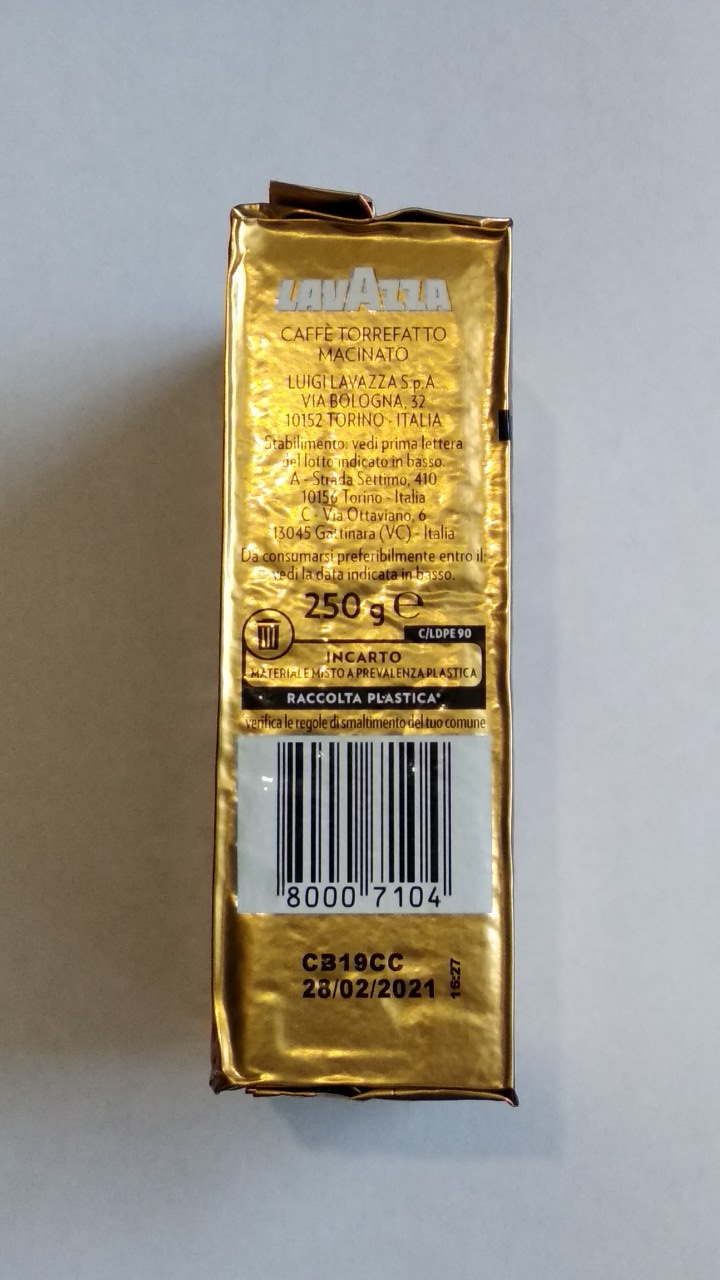 LAVAZZA
CAFFÈ TORREFATTO
MACINATO
LUIGI LAVAZZA S.p.A.
VIA BOLOGNA, 32
10152 TORINO - ITALIA
Stabilimento: vedi prima lettera
del lotto indicato in basso.
A - Strada Settimo, 410
10156 Torino - Italia
C - Via Ottaviano, 6
13045 Gattinara (VC) - Italia
Da consumarsi preferibilmente entro il:
vedi la data indicata in basso.
250 g ℮
C/LDPE 90
INCARTO
MATERIALE MISTO A PREVALENZA PLASTICA
RACCOLTA PLASTICA*
verifica le regole di smaltimento del tuo comune
8000 7104
CB19CC
28/02/2021
16:27